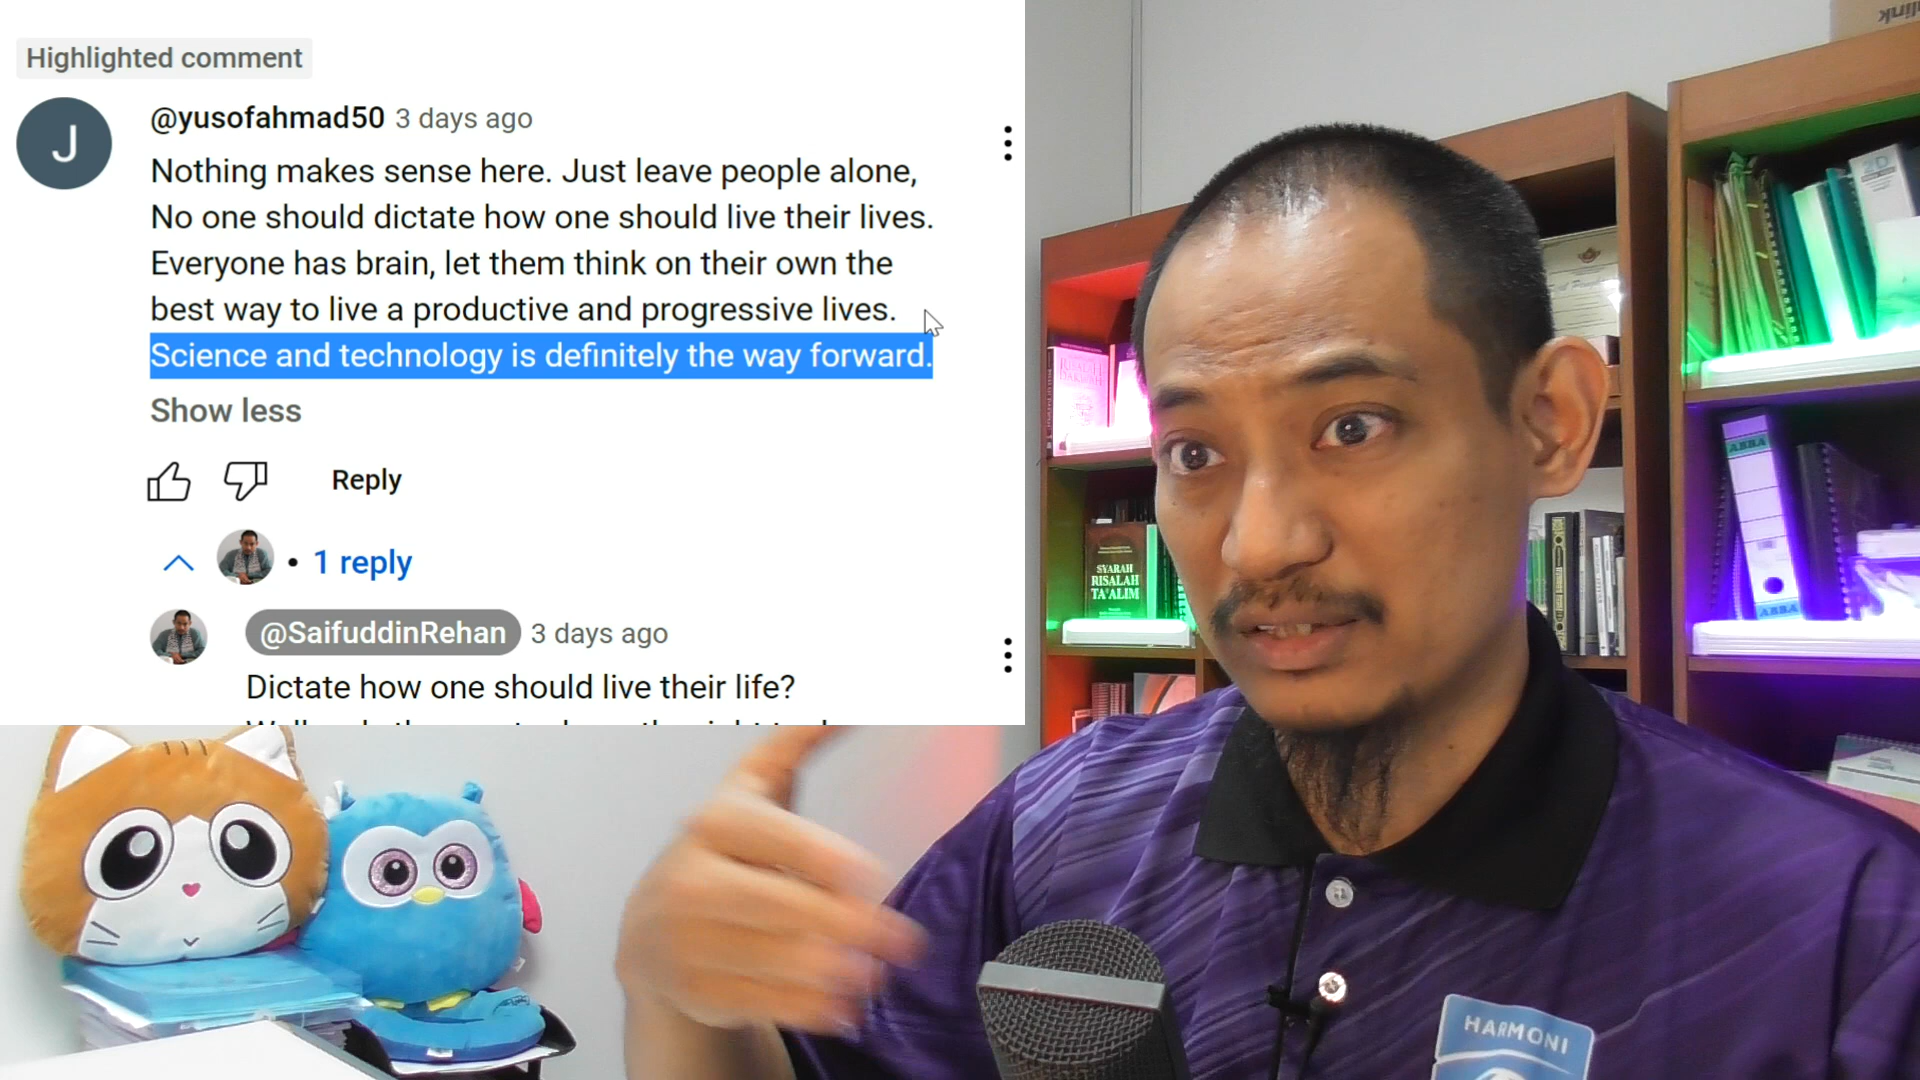 Highlighted comment
@yusofahmad50 3 days ago
J
Nothing makes sense here. Just leave people alone,
No one should dictate how one should live their lives.
Everyone has brain, let them think on their own the
best way to live a productive and progressive lives.
Science and technology is definitely the way forward.
Show less
Reply
• 1 reply
@SaifuddinRehan 3 days ago
Dictate how one should live their life?
RISALAH
SYARAH
RISALAH
TA'ALIM
ABBA
ABBA
HARMONI